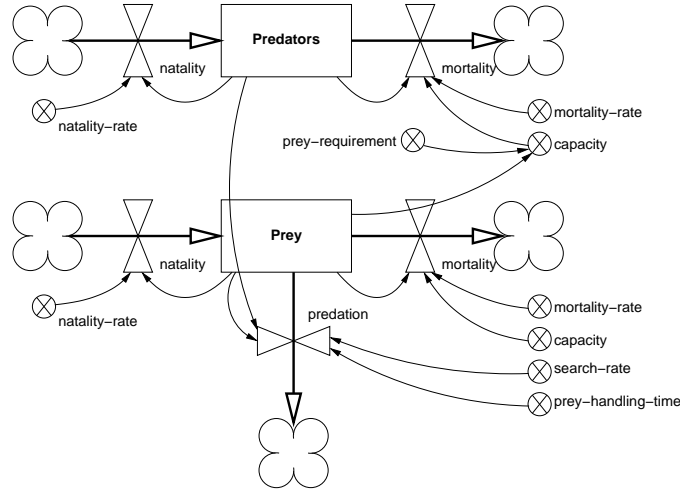 Predators
natality
mortality
natality-rate
mortality-rate
prey-requirement
capacity
Prey
natality
mortality
natality-rate
mortality-rate
predation
capacity
search-rate
prey-handling-time